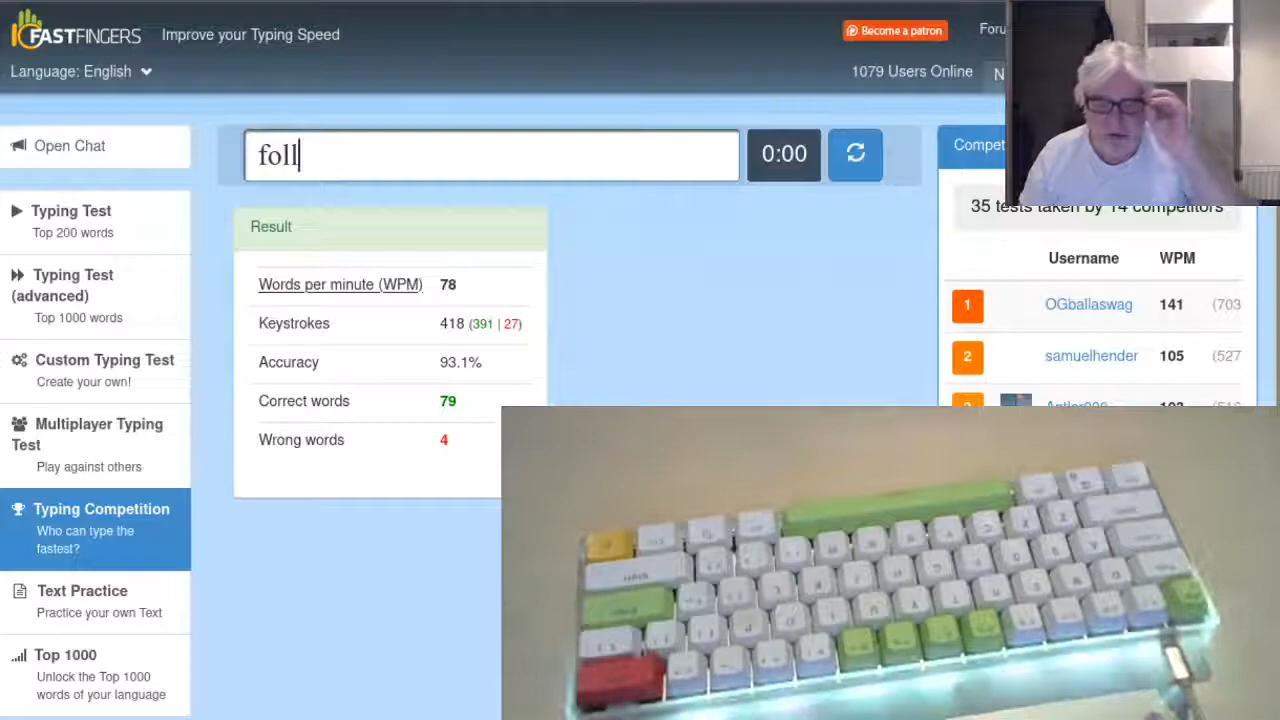 FASTFINGERS
Improve your Typing Speed
Become a patron
Foru
Language: English
1079 Users Online
N
Open Chat
foll
0:00
Compet
35 tests taken by 14 competitors
Typing Test
Top 200 words
Result
Username WPM
Typing Test
(advanced)
Top 1000 words
Words per minute (WPM) 78
Keystrokes 418 (391 | 27)
Accuracy 93.1%
Correct words 79
Wrong words 4
1 OGballaswag 141 (703
2 samuelhender 105 (527
Custom Typing Test
Create your own!
Multiplayer Typing
Test
Play against others
Typing Competition
Who can type the
fastest?
Text Practice
Practice your own Text
Top 1000
Unlock the Top 1000
words of your language